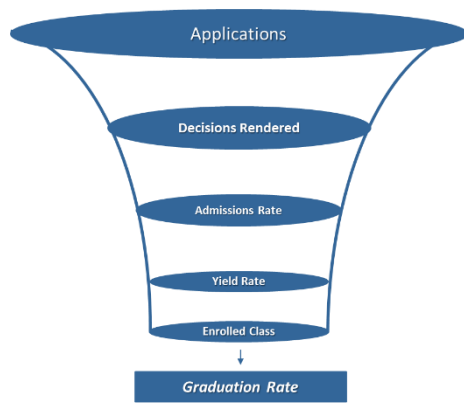 Applications
Decisions Rendered
Admissions Rate
Yield Rate
Enrolled Class
Graduation Rate